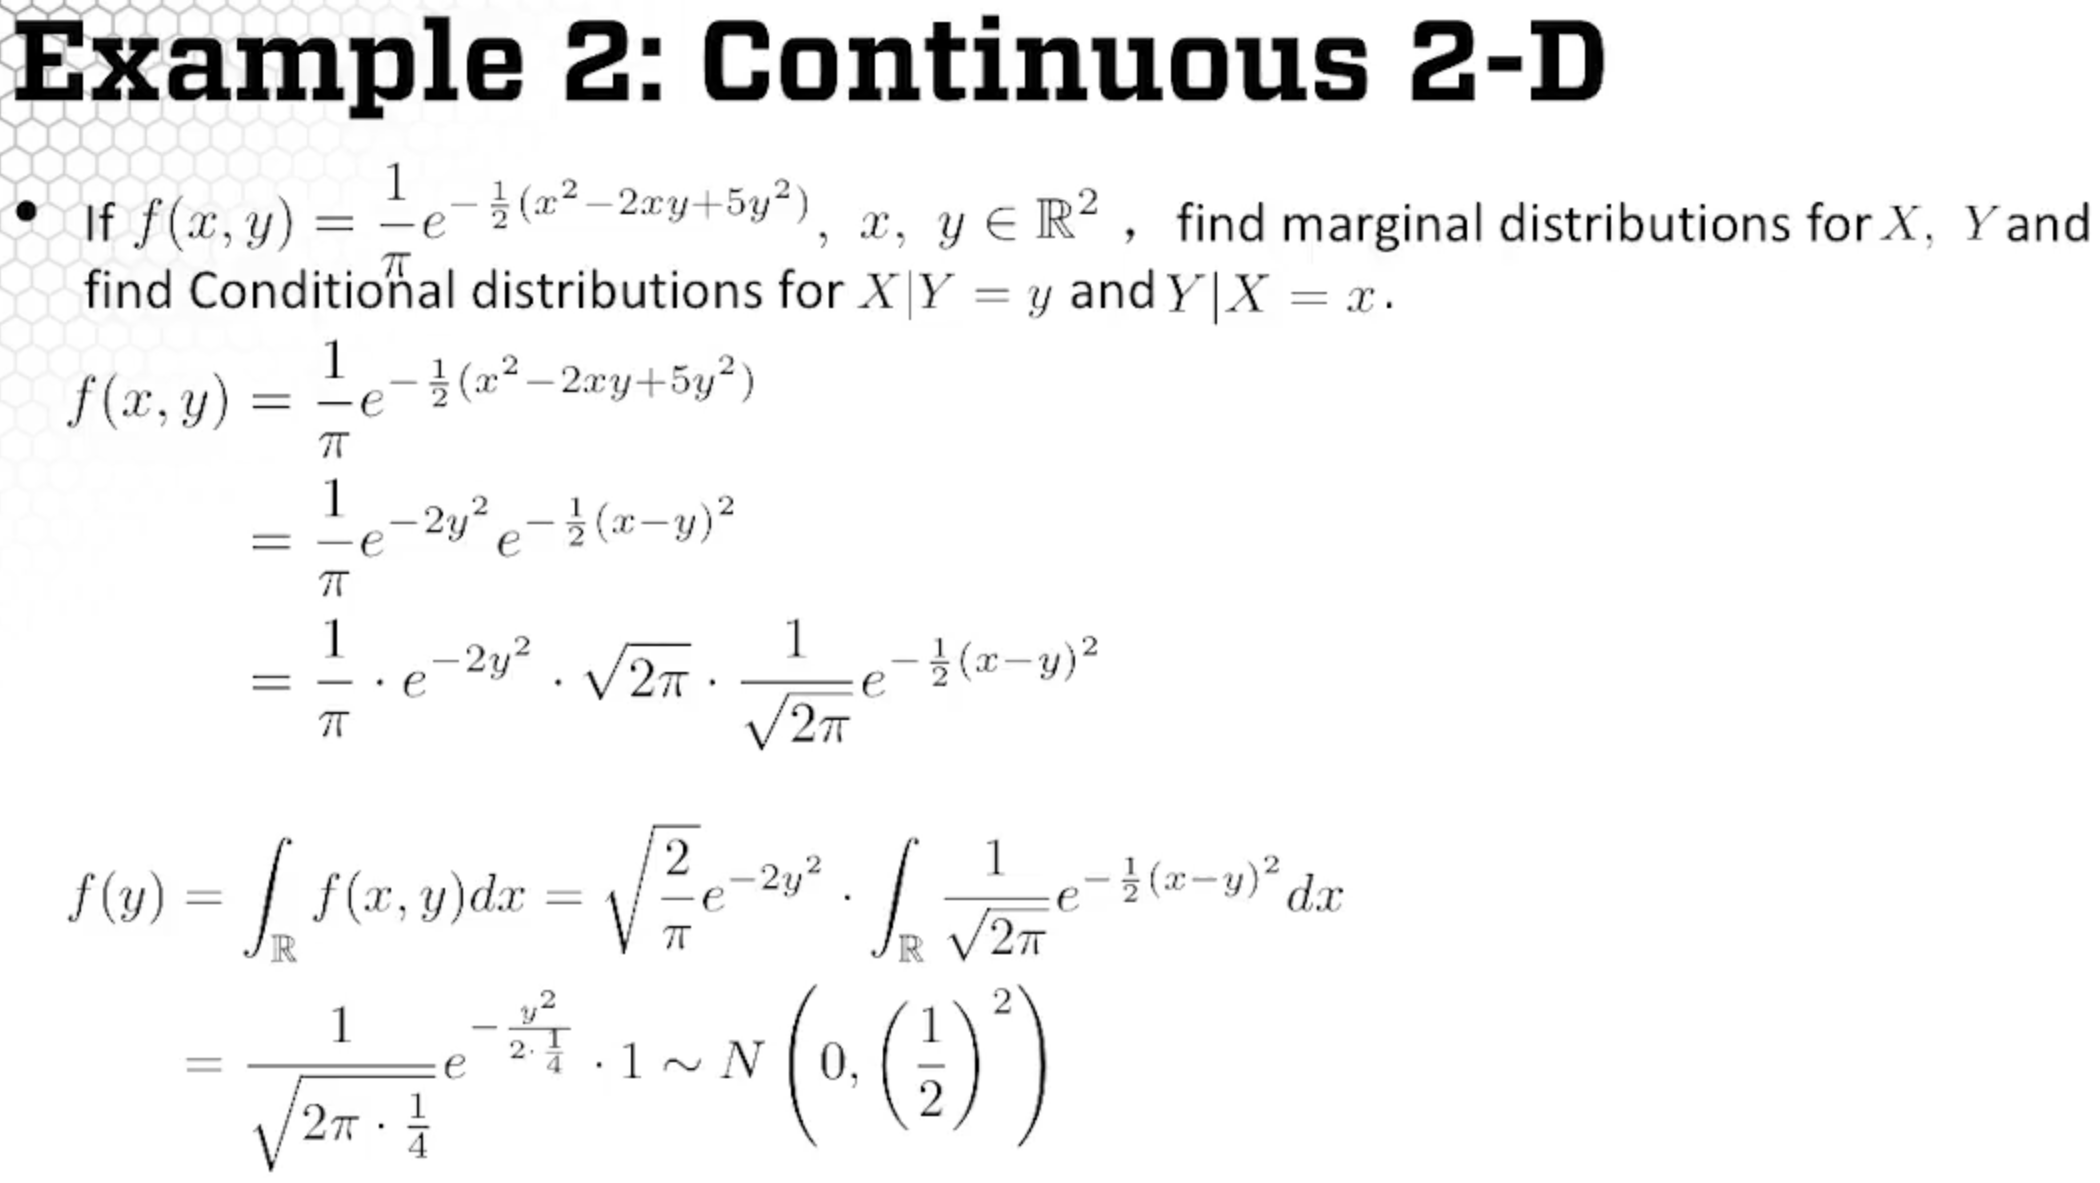 Example 2: Continuous 2-D
• If $f(x, y) = \frac{1}{\pi} e^{-\frac{1}{2}(x^2-2xy+5y^2)}, \; x, \; y \in \mathbb{R}^2$ ， find marginal distributions for $X, \; Y$ and
find Conditional distributions for $X|Y = y$ and $Y|X = x$.
$f(x, y) = \frac{1}{\pi} e^{-\frac{1}{2}(x^2-2xy+5y^2)}$
$= \frac{1}{\pi} e^{-2y^2} e^{-\frac{1}{2}(x-y)^2}$
$= \frac{1}{\pi} \cdot e^{-2y^2} \cdot \sqrt{2\pi} \cdot \frac{1}{\sqrt{2\pi}} e^{-\frac{1}{2}(x-y)^2}$
$f(y) = \int_{\mathbb{R}} f(x, y) dx = \sqrt{\frac{2}{\pi}} e^{-2y^2} \cdot \int_{\mathbb{R}} \frac{1}{\sqrt{2\pi}} e^{-\frac{1}{2}(x-y)^2} dx$
$= \frac{1}{\sqrt{2\pi \cdot \frac{1}{4}}} e^{-\frac{y^2}{2 \cdot \frac{1}{4}}} \cdot 1 \sim N \left( 0, \left( \frac{1}{2} \right)^2 \right)$